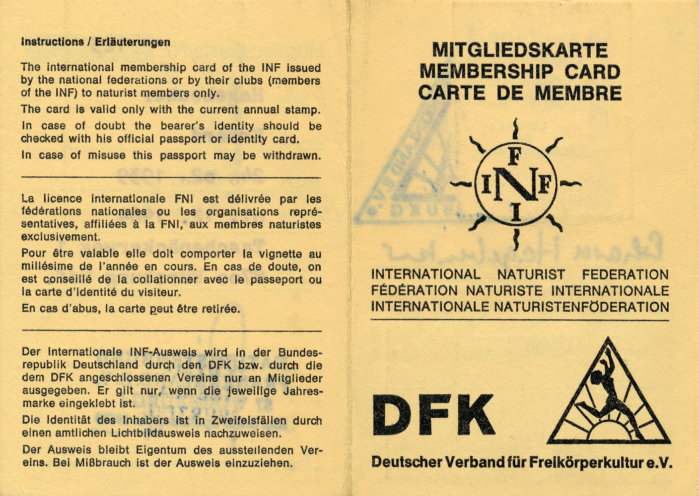 Instructions / Erläuterungen
The international membership card of the INF issued
by the national federations or by their clubs (members
of the INF) to naturist members only.
The card is valid only with the current annual stamp.
In case of doubt the bearer's identity should be
checked with his official passport or identity card.
In case of misuse this passport may be withdrawn.
La licence internationale FNI est délivrée par les
fédérations nationales ou les organisations repré-
sentatives, affiliées à la FNI, aux membres naturistes
exclusivement.
Pour être valable elle doit comporter la vignette au
millésime de l'année en cours. En cas de doute, on
est conseillé de la collationner avec le passeport ou
la carte d'identité du visiteur.
En cas d'abus, la carte peut être retirée.
Der Internationale INF-Ausweis wird in der Bundes-
republik Deutschland durch den DFK bzw. durch die
dem DFK angeschlossenen Vereine nur an Mitglieder
ausgegeben. Er gilt nur, wenn die jeweilige Jahres-
marke eingeklebt ist.
Die Identität des Inhabers ist in Zweifelsfällen durch
einen amtlichen Lichtbildausweis nachzuweisen.
Der Ausweis bleibt Eigentum des ausstellenden Ver-
eins. Bei Mißbrauch ist der Ausweis einzuziehen.
MITGLIEDSKARTE
MEMBERSHIP CARD
CARTE DE MEMBRE
F
I N F
I
INTERNATIONAL NATURIST FEDERATION
FÉDÉRATION NATURISTE INTERNATIONALE
INTERNATIONALE NATURISTENFÖDERATION
DFK
Deutscher Verband für Freikörperkultur e.V.